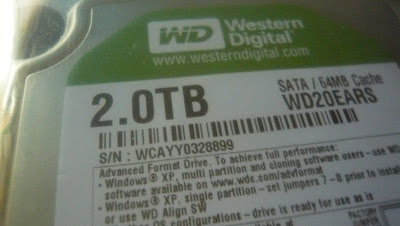 WD Western
Digital
www.westerndigital.com
2.0TB
SATA / 64MB Cache
WD20EARS
S/N : WCAYY0328899
Advanced Format Drive. To achieve full performance:
• Windows® XP, multi partition and cloning software users - use WD
software available on www.wdc.com/advformat
• Windows® XP, single partition – set jumpers 7 - 8 prior to install
or use WD Align SW
OS configurations – drive is ready for use as is
FACTORY